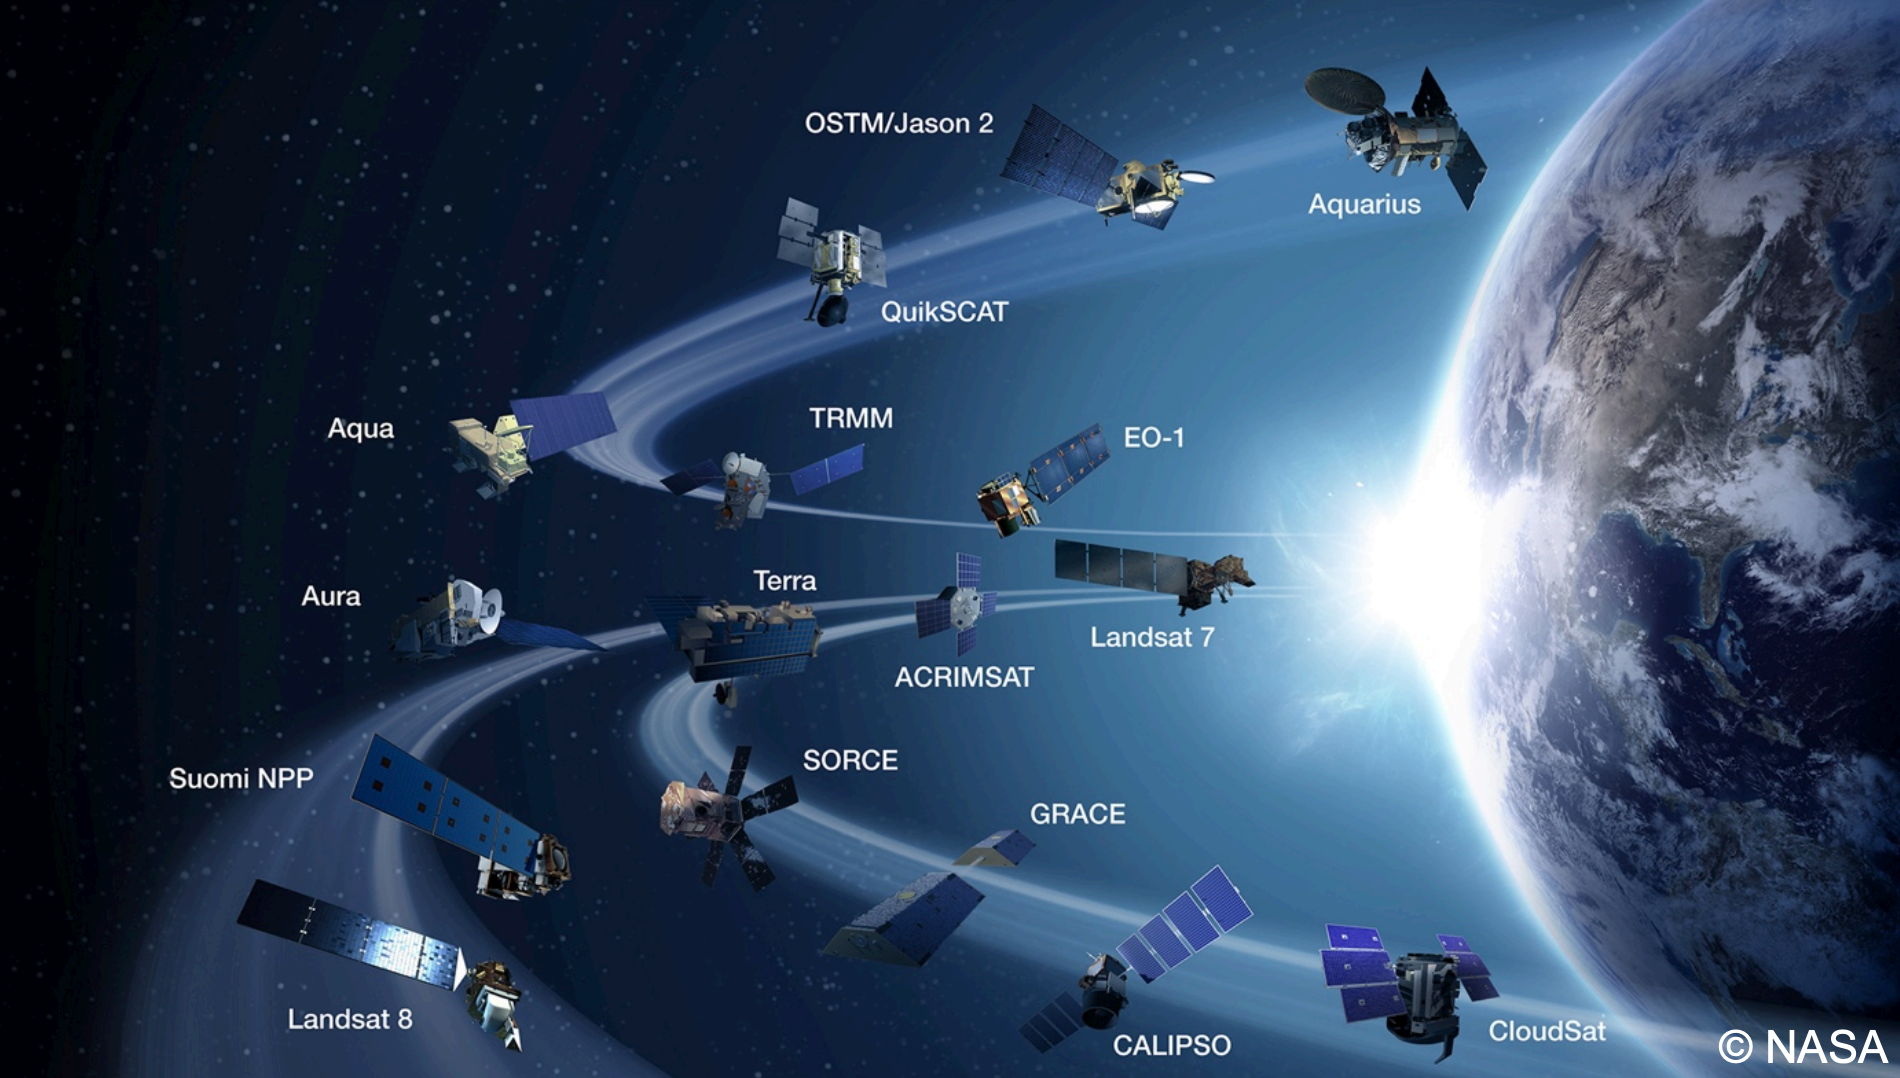 OSTM/Jason 2
Aquarius
QuikSCAT
Aqua
TRMM
EO-1
Aura
Terra
Landsat 7
ACRIMSAT
Suomi NPP
SORCE
GRACE
Landsat 8
CALIPSO
CloudSat
© NASA